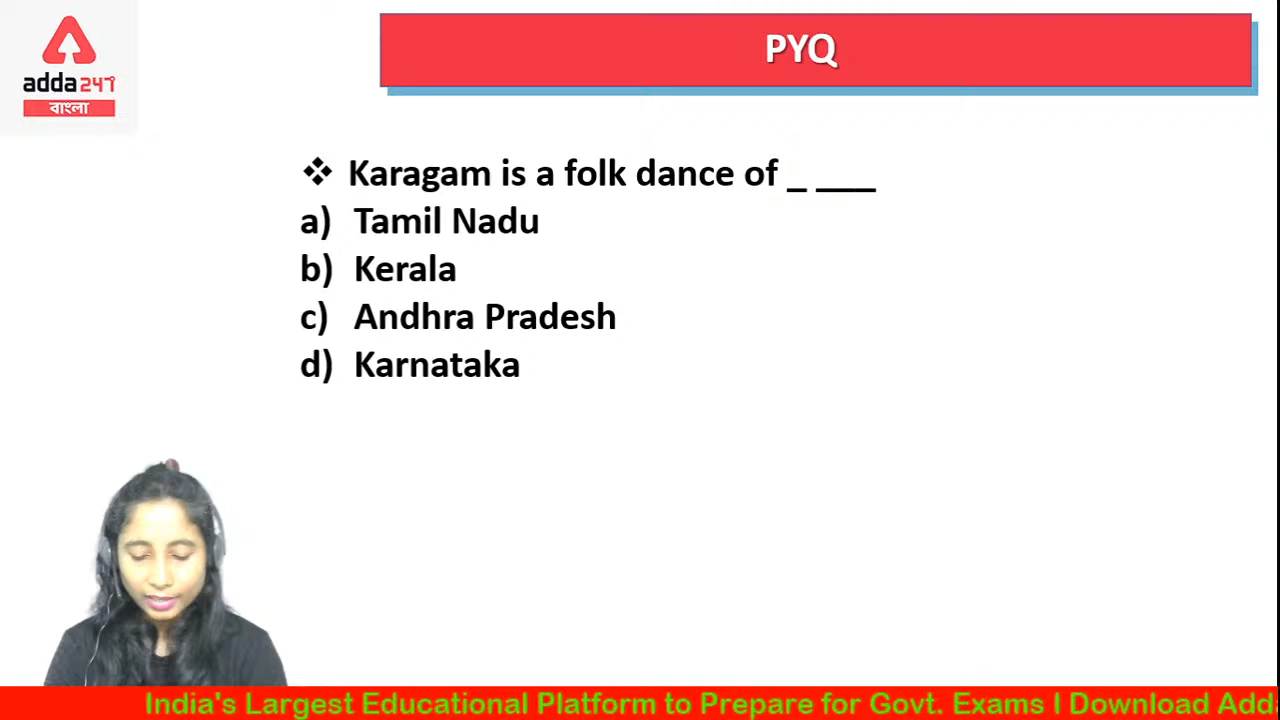 adda247
বাংলা
PYQ
❖ Karagam is a folk dance of _ ___
a) Tamil Nadu
b) Kerala
c) Andhra Pradesh
d) Karnataka
India's Largest Educational Platform to Prepare for Govt. Exams I Download Add